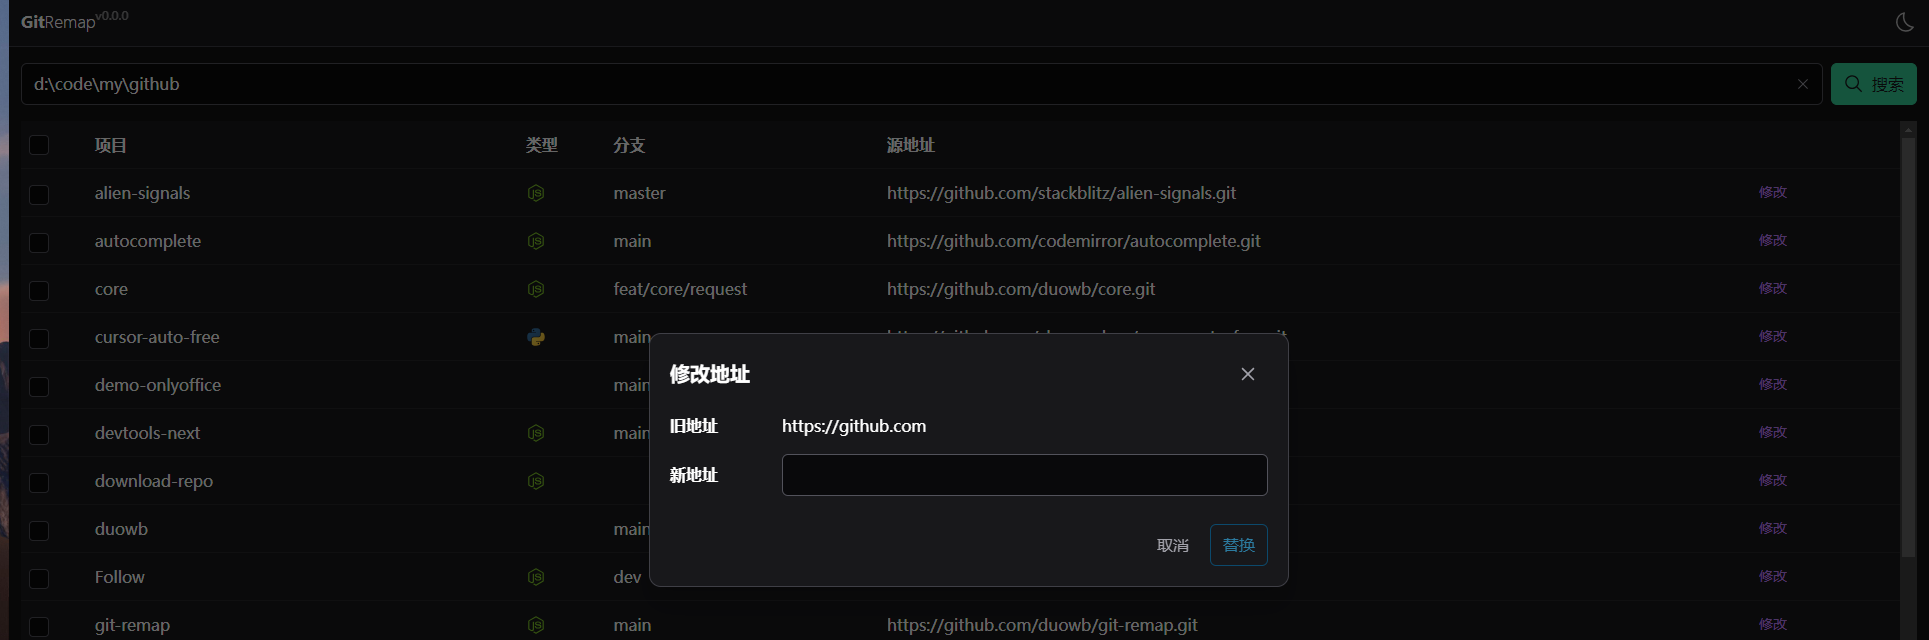 GitRemap v0.0.0
d:\code\my\github
搜索
项目 类型 分支 源地址
alien-signals master https://github.com/stackblitz/alien-signals.git 修改
autocomplete main https://github.com/codemirror/autocomplete.git 修改
core feat/core/request https://github.com/duowb/core.git 修改
cursor-auto-free main 修改
demo-onlyoffice main 修改
devtools-next main 修改
download-repo 修改
duowb main 修改
Follow dev 修改
git-remap main https://github.com/duowb/git-remap.git 修改
修改地址
旧地址 https://github.com
新地址
取消 替换